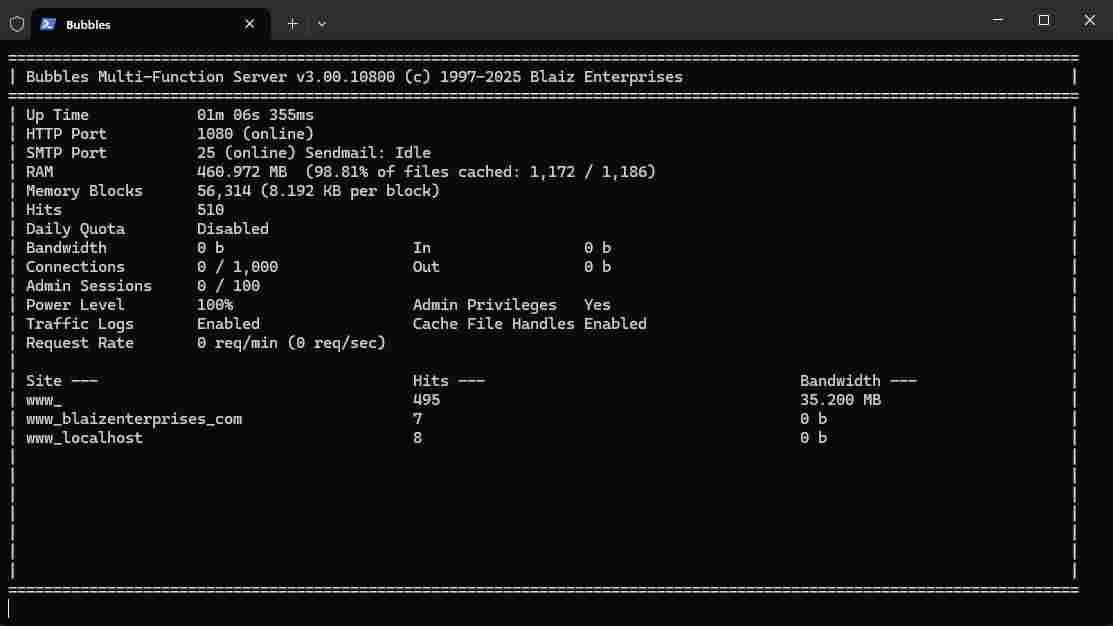 Bubbles
Bubbles Multi-Function Server v3.00.10800 (c) 1997-2025 Blaiz Enterprises
Up Time 01m 06s 355ms
HTTP Port 1080 (online)
SMTP Port 25 (online) Sendmail: Idle
RAM 460.972 MB (98.81% of files cached: 1,172 / 1,186)
Memory Blocks 56,314 (8.192 KB per block)
Hits 510
Daily Quota Disabled
Bandwidth 0 b In 0 b
Connections 0 / 1,000 Out 0 b
Admin Sessions 0 / 100
Power Level 100% Admin Privileges Yes
Traffic Logs Enabled Cache File Handles Enabled
Request Rate 0 req/min (0 req/sec)
Site --- Hits --- Bandwidth ---
www_ 495 35.200 MB
www_blaizenterprises_com 7 0 b
www_localhost 8 0 b